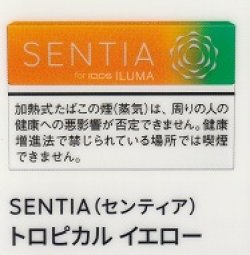 SENTIA
for IQOS ILUMA
加熱式たばこの煙(蒸気)は、周りの人の
健康への悪影響が否定できません。健康
増進法で禁じられている場所では喫煙
できません。
SENTIA(センティア)
トロピカル イエロー